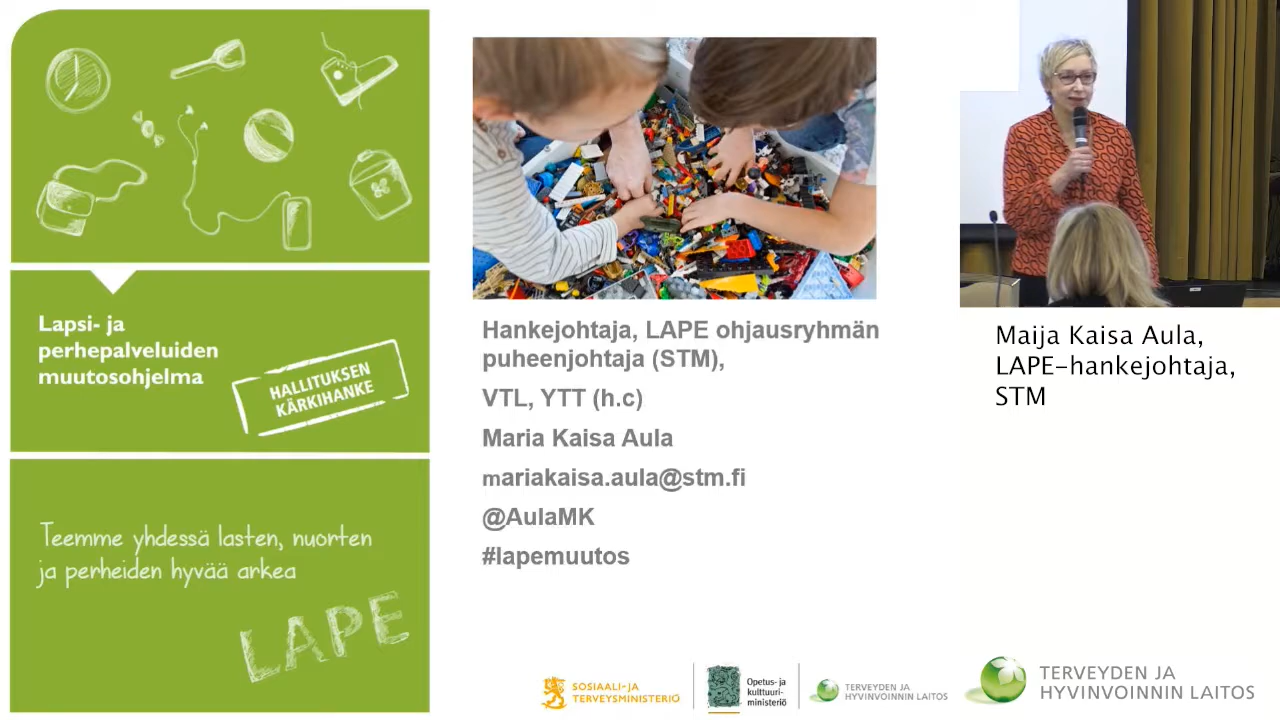 Lapsi- ja
perhepalveluiden
muutosohjelma
HALLITUKSEN
KÄRKIHANKE
Teemme yhdessä lasten, nuorten
ja perheiden hyvää arkea
LAPE
Hankejohtaja, LAPE ohjausryhmän
puheenjohtaja (STM),
VTL, YTT (h.c)
Maria Kaisa Aula
mariakaisa.aula@stm.fi
@AulaMK
#lapemuutos
SOSIAALI- JA
TERVEYSMINISTERIÖ
Opetus- ja
kulttuuri-
ministeriö
TERVEYDEN JA
HYVINVOINNIN LAITOS
Maija Kaisa Aula,
LAPE-hankejohtaja,
STM
TERVEYDEN JA
HYVINVOINNIN LAITOS